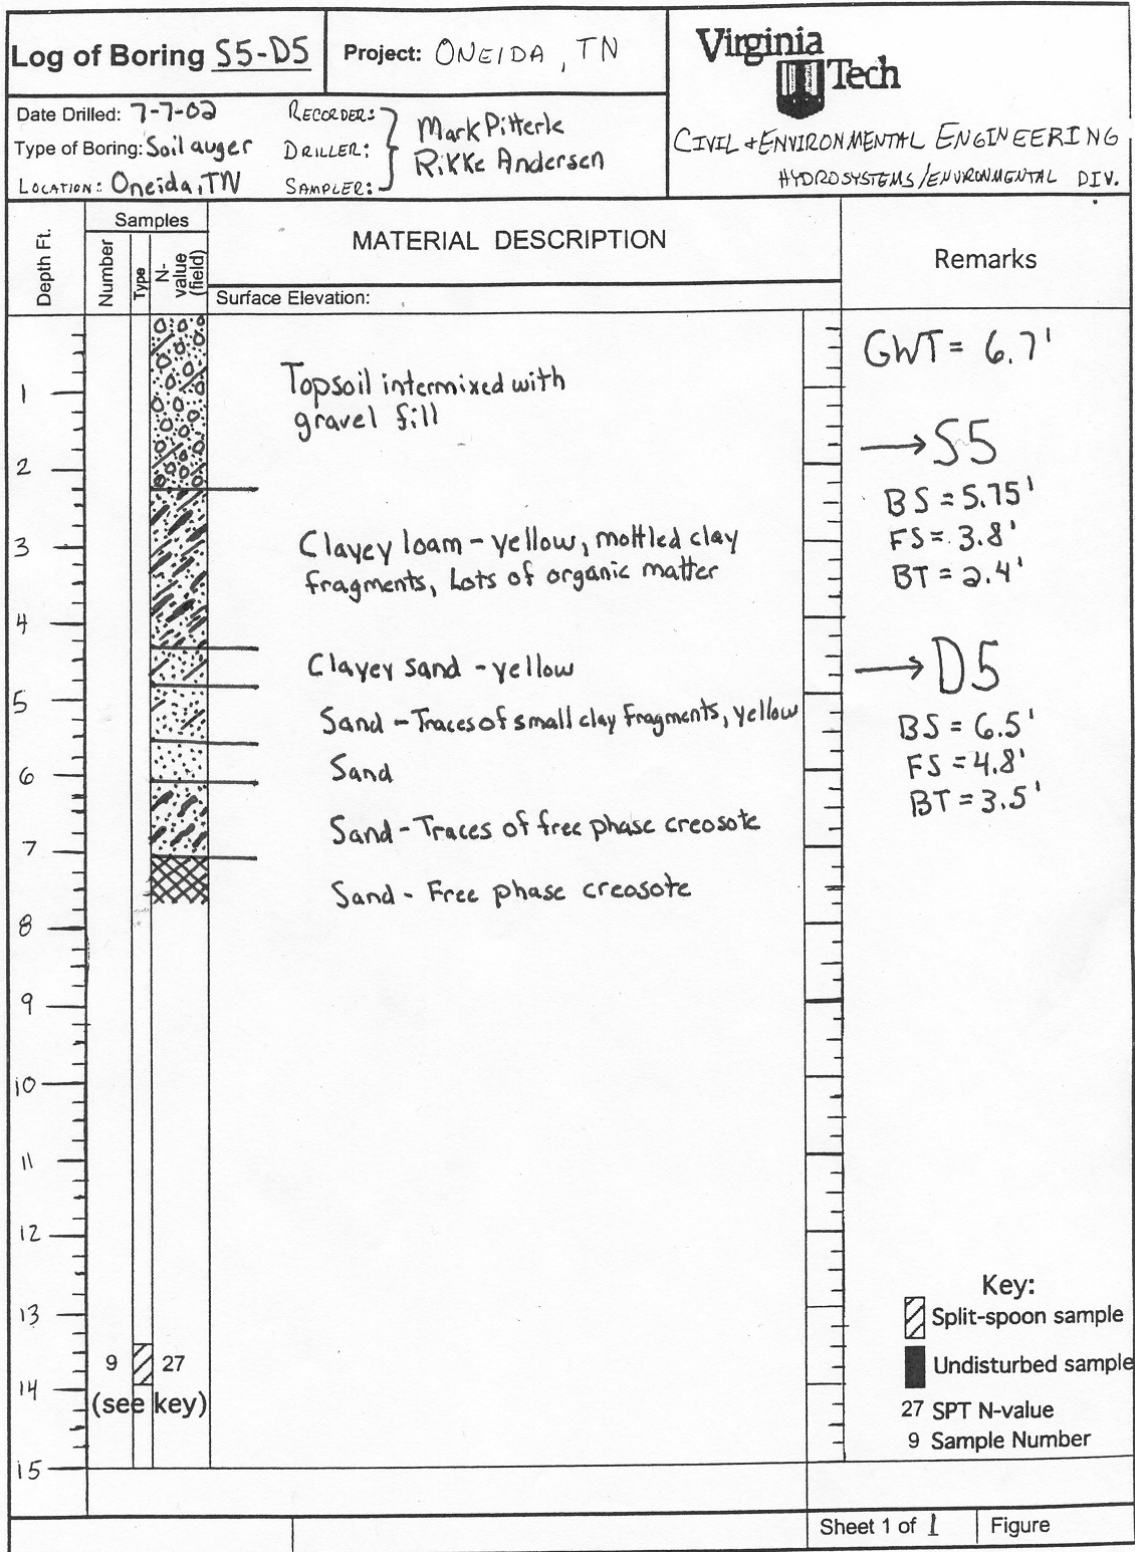 Log of Boring S5-D5
Project: ONEIDA, TN
Virginia
Tech
CIVIL + ENVIRONMENTAL ENGINEERING
HYDROSYSTEMS/ENVIRONMENTAL DIV.
Date Drilled: 7-7-02
Type of Boring: Soil auger
LOCATION: Oneida, TN
RECORDER:
DRILLER:
SAMPLER:
Mark Pitterle
Rikke Andersen
Depth Ft.
Samples
Number
Type
N-value (field)
MATERIAL DESCRIPTION
Surface Elevation:
Remarks
1
2
3
4
5
6
7
8
9
10
11
12
13
14
15
Topsoil intermixed with
gravel fill
Clayey loam - yellow, mottled clay
fragments, Lots of organic matter
Clayey sand - yellow
Sand - Traces of small clay fragments, yellow
Sand
Sand - Traces of free phase creosote
Sand - Free phase creosote
GWT = 6.7'
→ S5
BS = 5.75'
FS = 3.8'
BT = 2.4'
→ D5
BS = 6.5'
FS = 4.8'
BT = 3.5'
9 27
(see key)
Key:
Split-spoon sample
Undisturbed sample
27 SPT N-value
9 Sample Number
Sheet 1 of 1
Figure